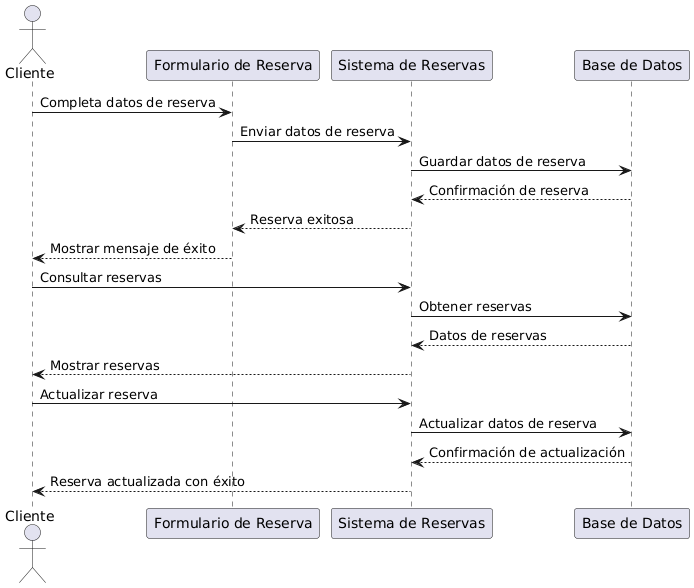 Cliente
Formulario de Reserva
Sistema de Reservas
Base de Datos
Completa datos de reserva
Enviar datos de reserva
Guardar datos de reserva
Confirmación de reserva
Reserva exitosa
Mostrar mensaje de éxito
Consultar reservas
Obtener reservas
Datos de reservas
Mostrar reservas
Actualizar reserva
Actualizar datos de reserva
Confirmación de actualización
Reserva actualizada con éxito
Cliente
Formulario de Reserva
Sistema de Reservas
Base de Datos